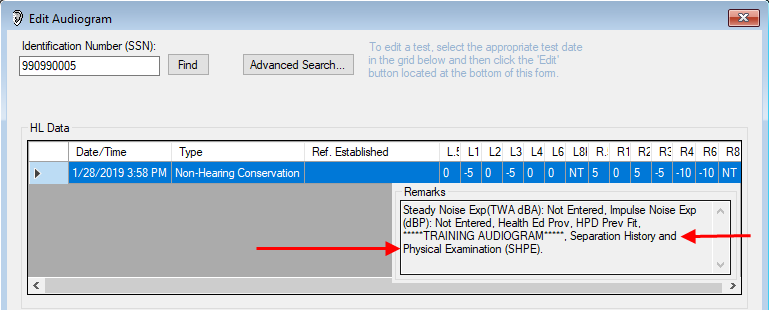 Edit Audiogram
Identification Number (SSN):
990990005
Find
Advanced Search...
To edit a test, select the appropriate test date
in the grid below and then click the 'Edit'
button located at the bottom of this form.
HL Data
Date/Time Type Ref. Established L.5 L1 L2 L3 L4 L6 L8I R. R1 R2 R3 R4 R6 R8
1/28/2019 3:58 PM Non-Hearing Conservation 0 -5 0 -5 0 0 NT 5 0 5 -5 -10 -10 NT
Remarks
Steady Noise Exp(TWA dBA): Not Entered, Impulse Noise Exp
(dBP): Not Entered, Health Ed Prov, HPD Prev Fit,
*****TRAINING AUDIOGRAM*****, Separation History and
Physical Examination (SHPE).